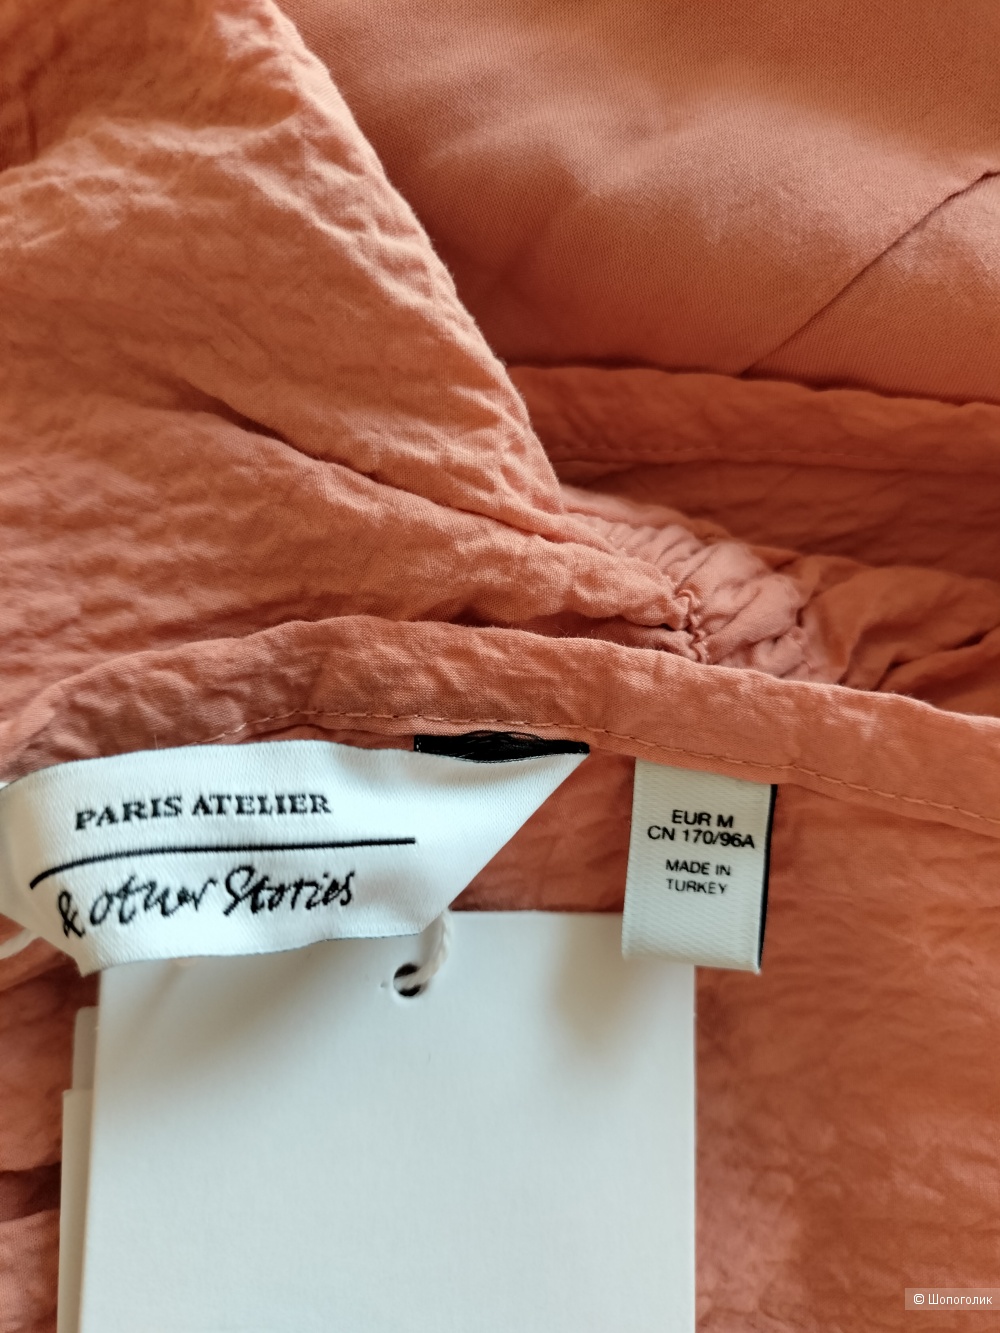 PARIS ATELIER
& other Stories
EUR M
CN 170/96A
MADE IN
TURKEY
© Шопоголик